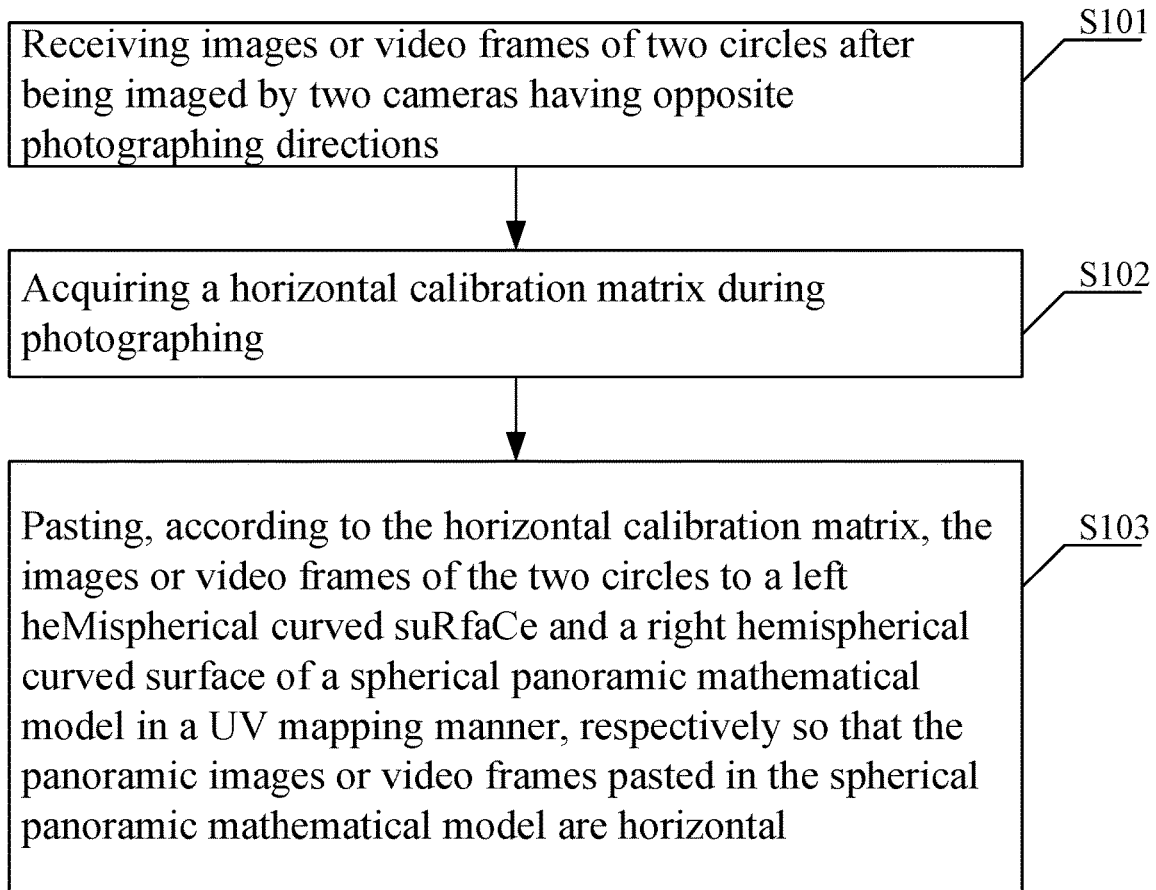 S101
Receiving images or video frames of two circles after
being imaged by two cameras having opposite
photographing directions
S102
Acquiring a horizontal calibration matrix during
photographing
S103
Pasting, according to the horizontal calibration matrix, the
images or video frames of the two circles to a left
heMispherical curved suRfaCe and a right hemispherical
curved surface of a spherical panoramic mathematical
model in a UV mapping manner, respectively so that the
panoramic images or video frames pasted in the spherical
panoramic mathematical model are horizontal